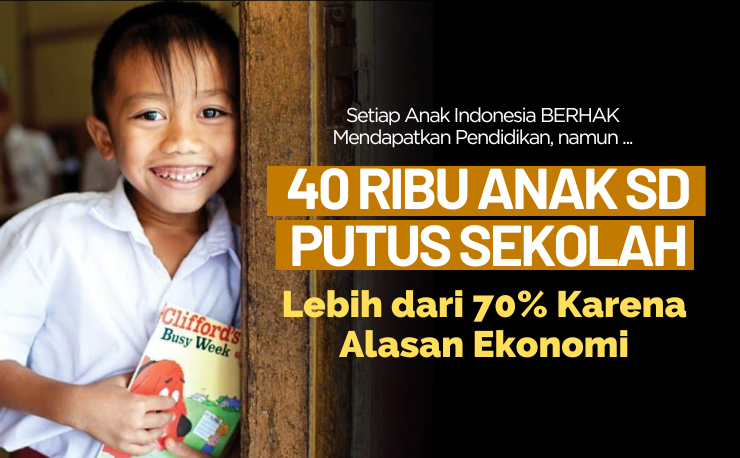 Setiap Anak Indonesia BERHAK
Mendapatkan Pendidikan, namun ...
40 RIBU ANAK SD
PUTUS SEKOLAH
Lebih dari 70% Karena
Alasan Ekonomi
Clifford's
Busy Week